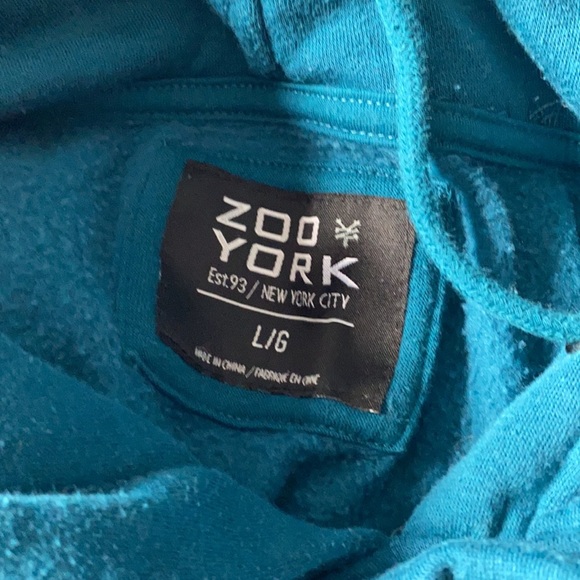 ZOO
YORK
Est.93 / NEW YORK CITY
L/G
MADE IN CHINA / FABRIQUÉ EN CHINE